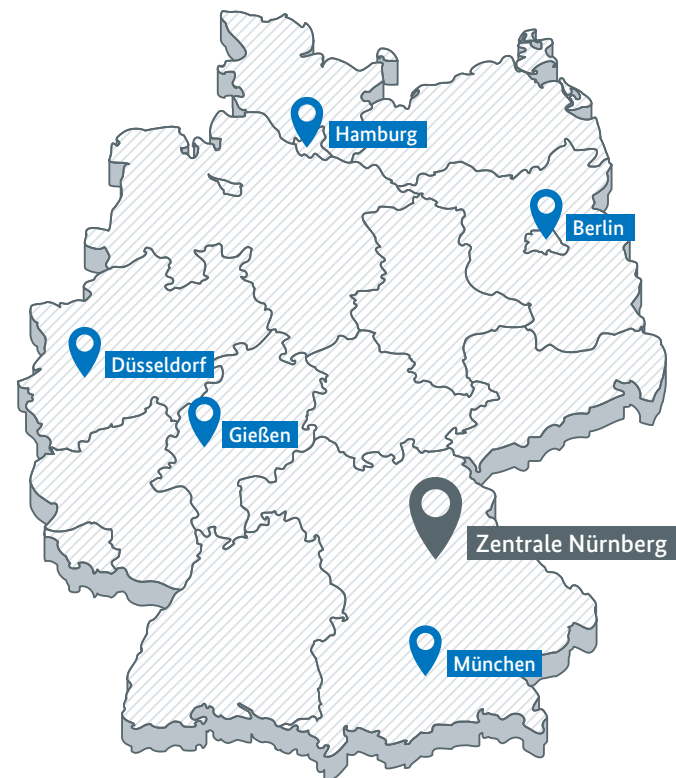 Hamburg
Berlin
Düsseldorf
Gießen
Zentrale Nürnberg
München